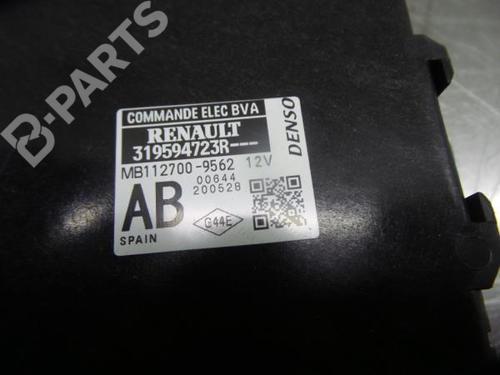 B-PARTS
COMMANDE ELEC BVA
RENAULT
319594723R---
MB112700-9562 12V
00644
200528
AB
G44E
SPAIN
DENSO